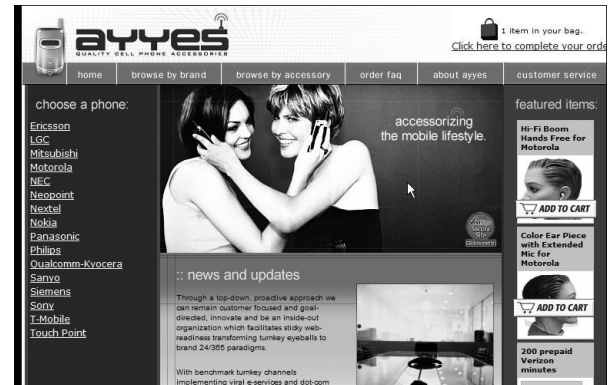 ayyes
QUALITY CELL PHONE ACCESSORIES
1 item in your bag.
Click here to complete your orde
home
browse by brand
browse by accessory
order faq
about ayyes
customer service
choose a phone:
Ericsson
LGC
Mitsubishi
Motorola
NEC
Neopoint
Nextel
Nokia
Panasonic
Philips
Qualcomm-Kyocera
Sanyo
Siemens
Sony
T-Mobile
Touch Point
accessorizing
the mobile lifestyle.
Secure
Site
:: news and updates
Through a top-down, proactive approach we
can remain customer focused and goal-
directed, innovate and be an inside-out
organization which facilitates sticky web-
readiness transforming turnkey eyeballs to
brand 24/365 paradigms.
With benchmark turnkey channels
implementing viral e-services and dot-com
featured items:
Hi-Fi Boom
Hands Free for
Motorola
ADD TO CART
Color Ear Piece
with Extended
Mic for
Motorola
ADD TO CART
200 prepaid
Verizon
minutes